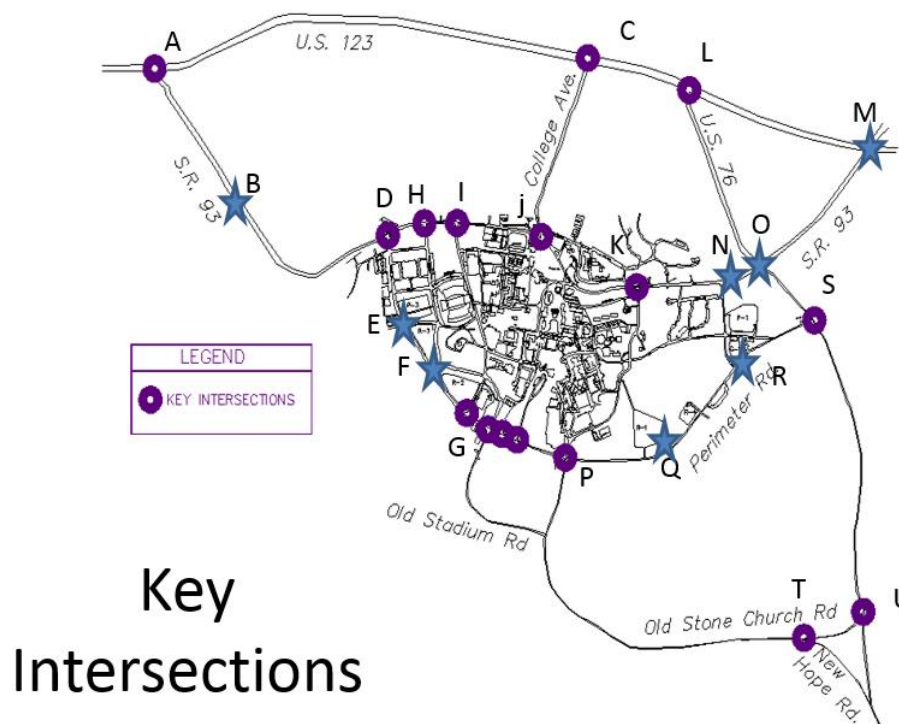 A
U.S. 123
C
L
M
College Ave.
U.S. 76
S.R. 93
B
D
H
I
j
K
N
O
S.R. 93
S
E
F
R
LEGEND
KEY INTERSECTIONS
Perimeter Rd
G
P
Q
Old Stadium Rd
Key
Intersections
T
U
Old Stone Church Rd
New
Hope Rd.